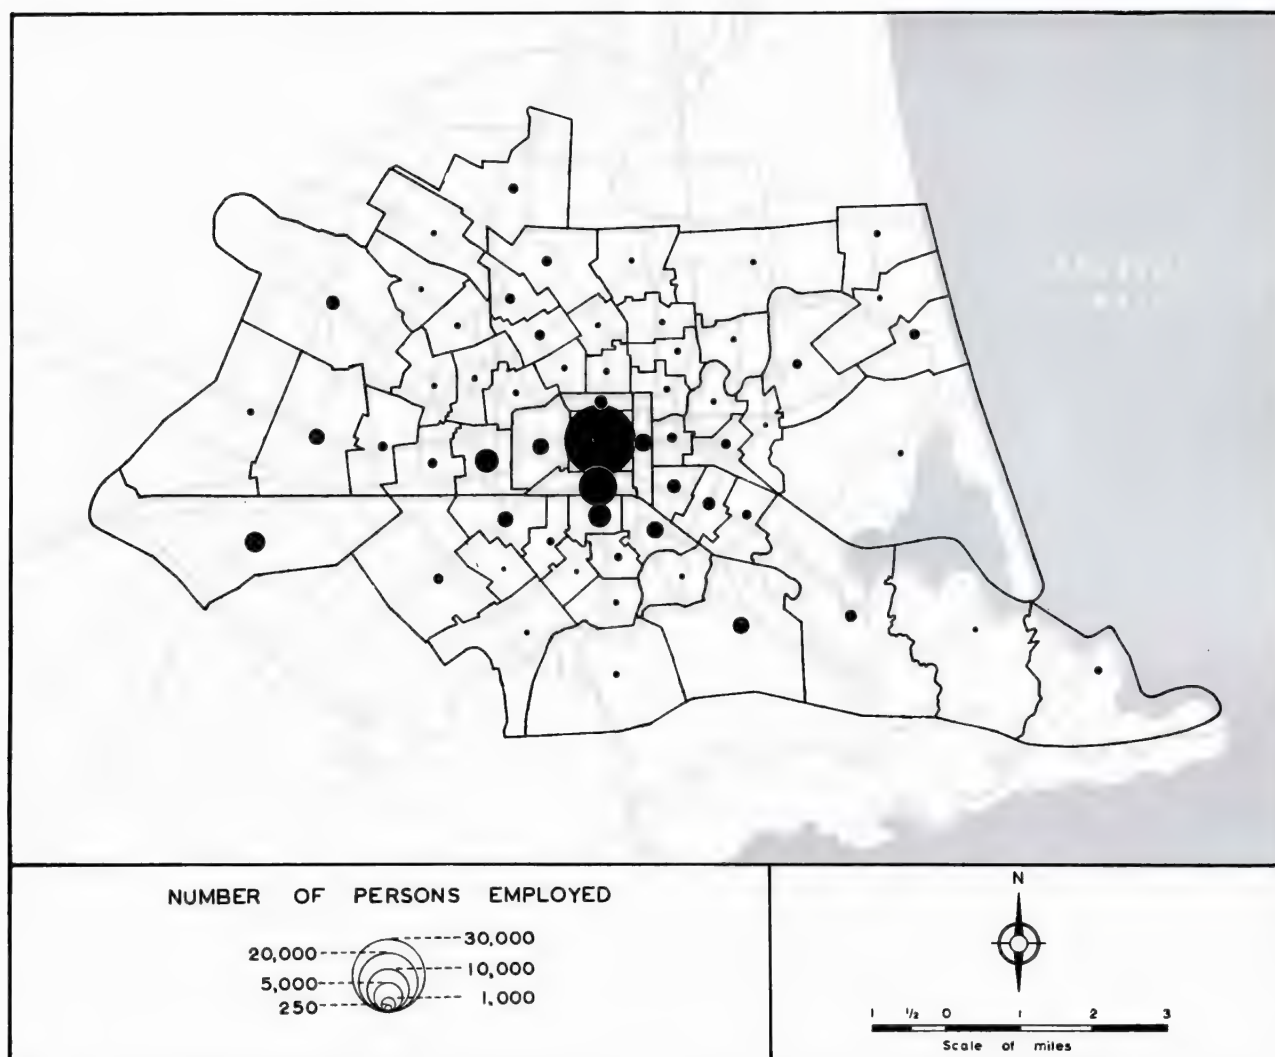 NUMBER OF PERSONS EMPLOYED
30,000
20,000
10,000
5,000
1,000
250
N
1 1/2 0 1 2 3
Scale of miles